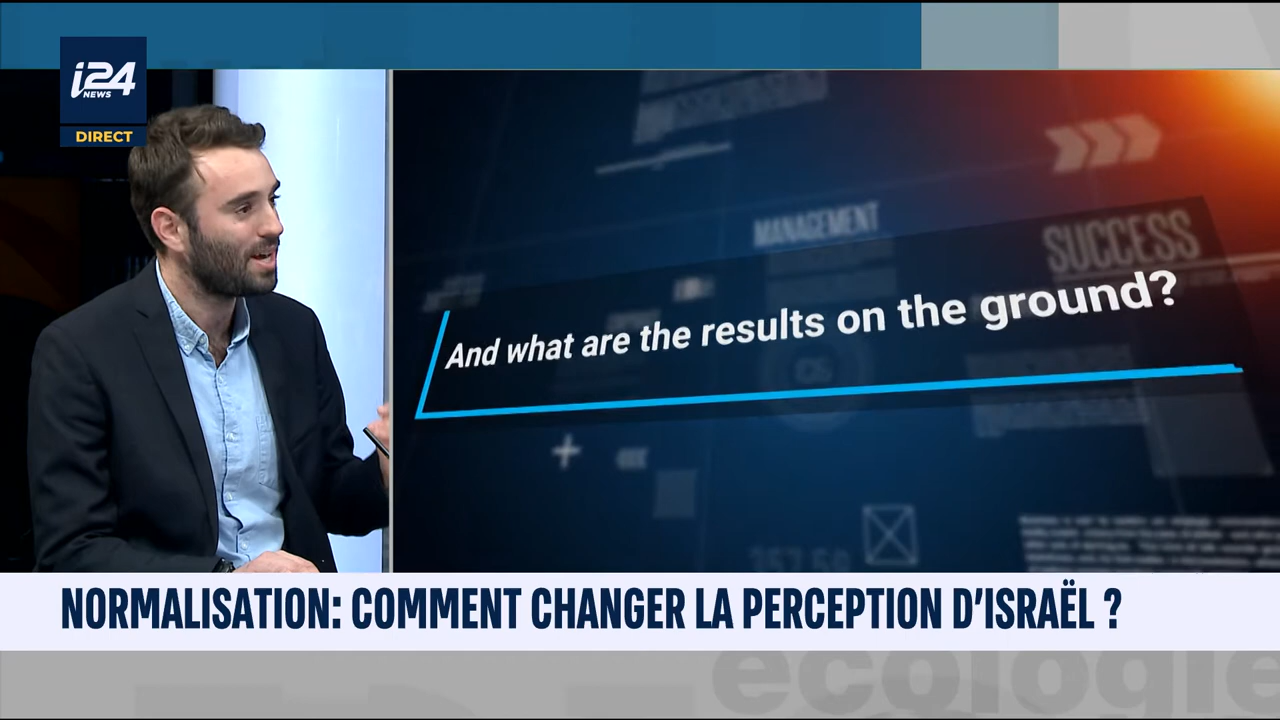 i24
NEWS
DIRECT
MANAGEMENT
SUCCESS
And what are the results on the ground?
NORMALISATION: COMMENT CHANGER LA PERCEPTION D'ISRAËL ?
écologie